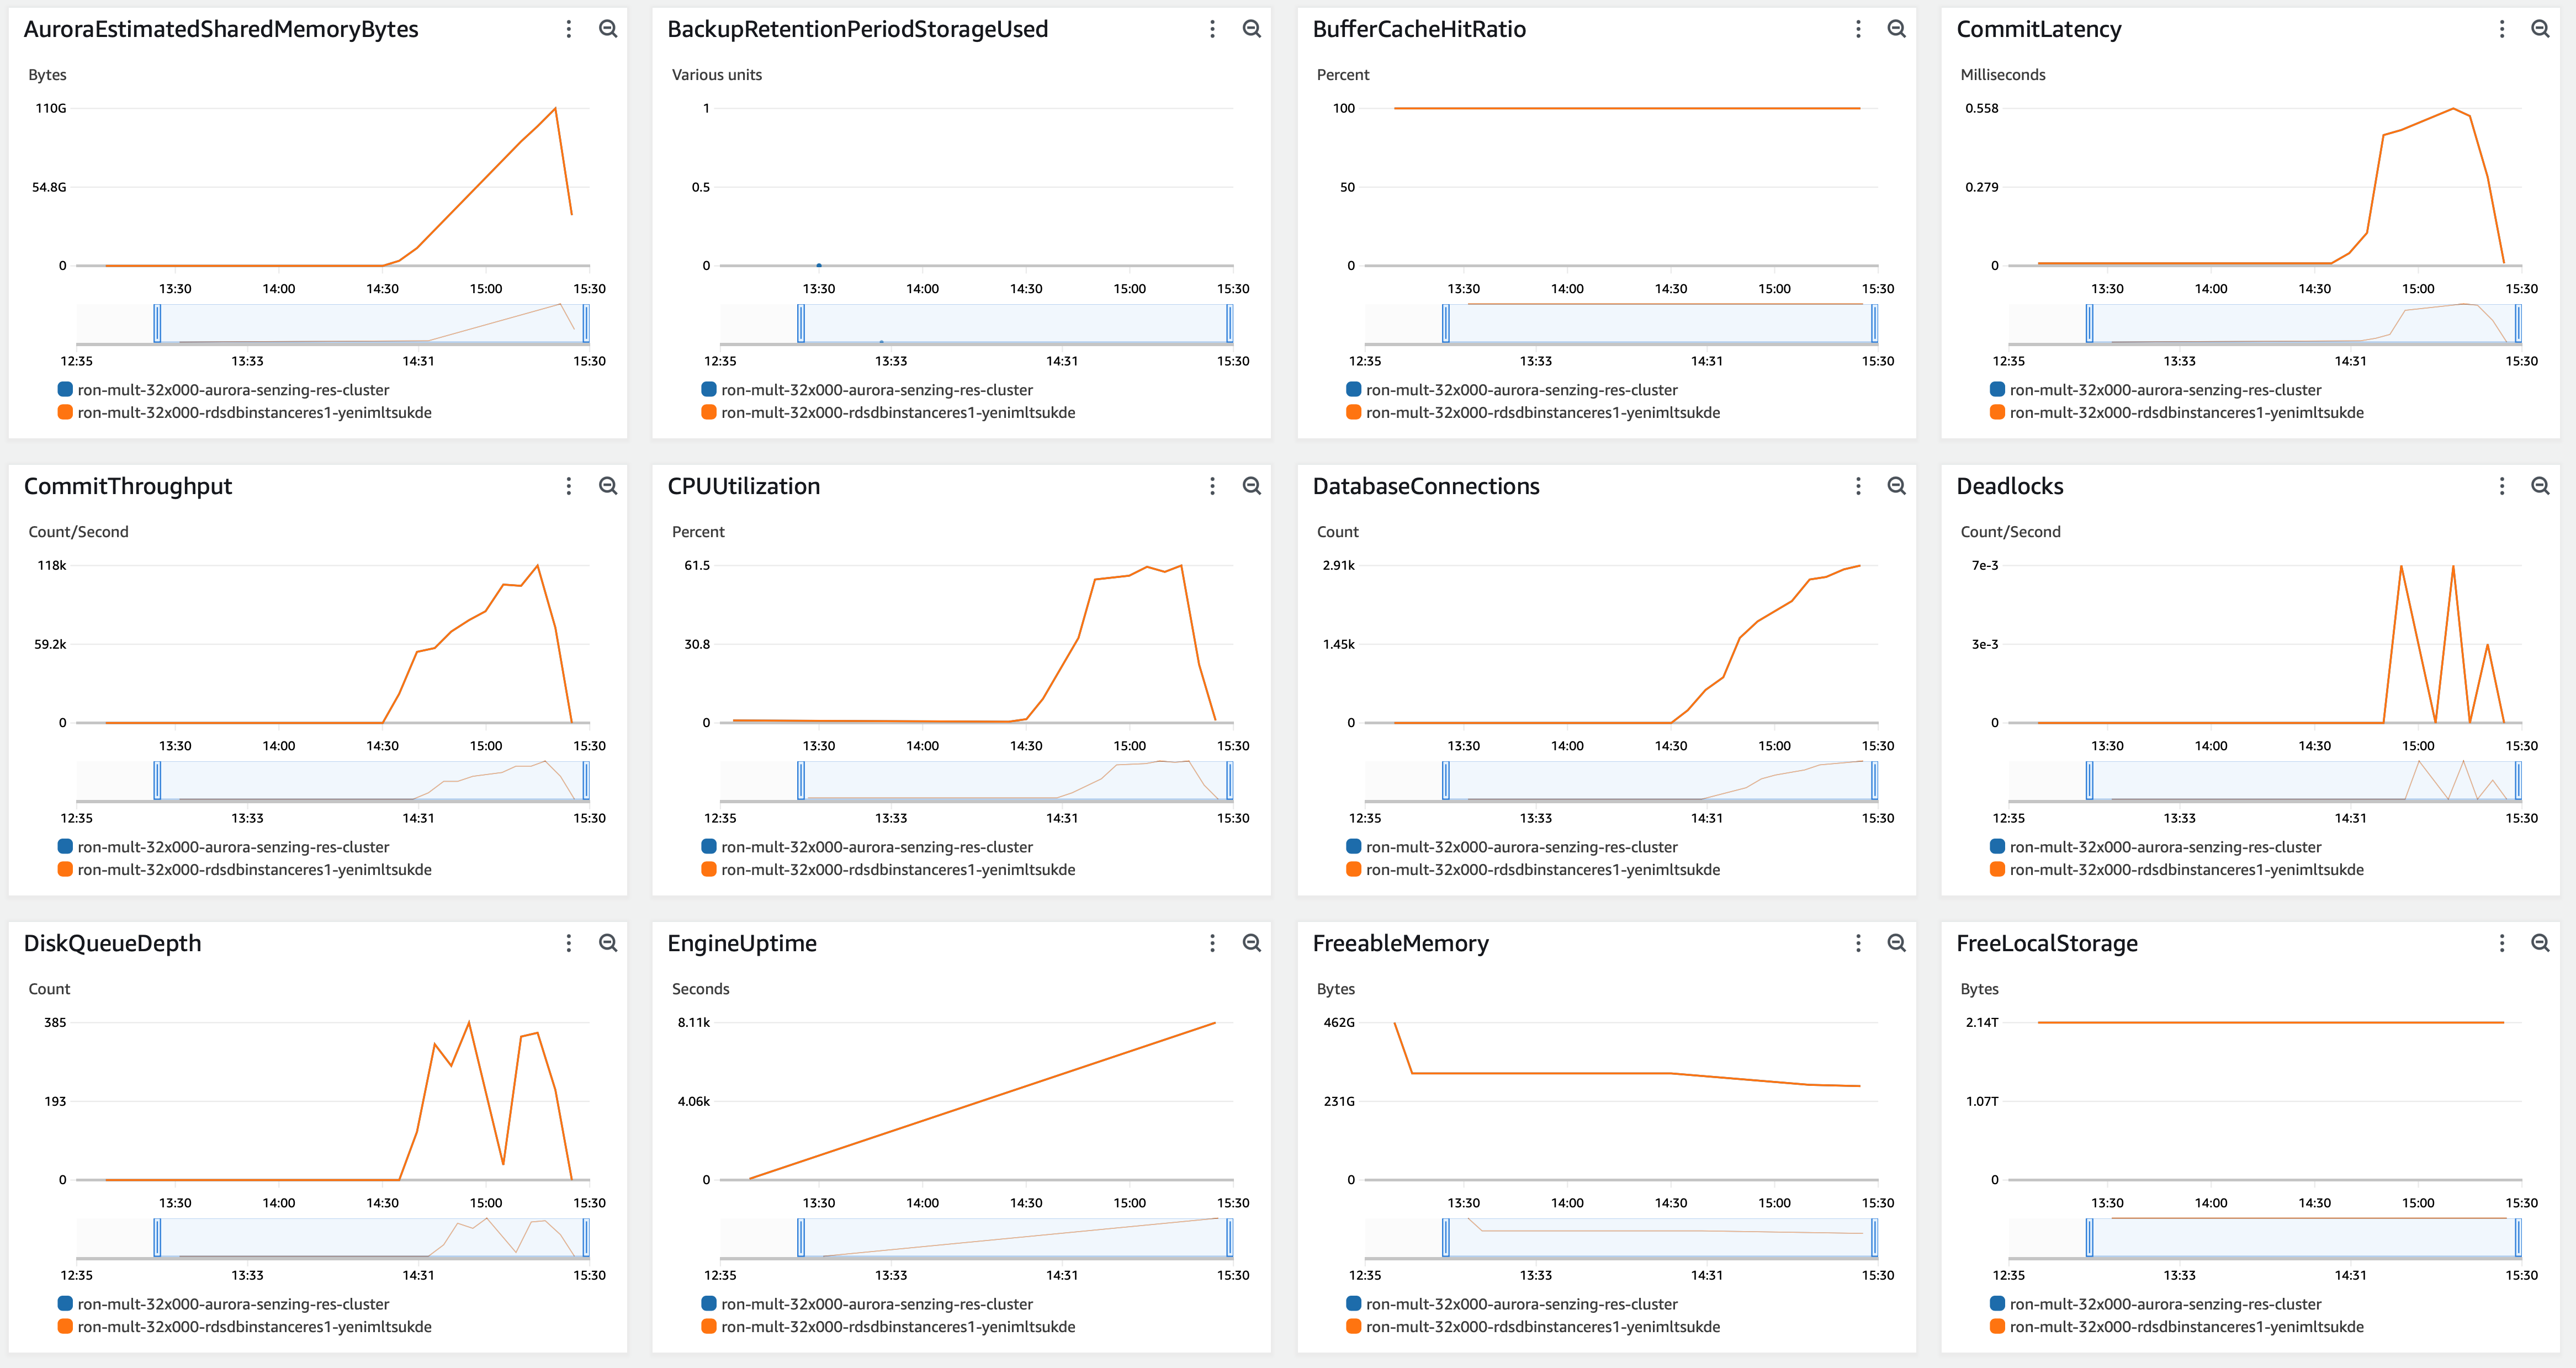 AuroraEstimatedSharedMemoryBytes
Bytes
110G
54.8G
0
13:30 14:00 14:30 15:00 15:30
12:35 13:33 14:31 15:30
ron-mult-32x000-aurora-senzing-res-cluster
ron-mult-32x000-rdsdbinstanceres1-yenimltsukde
BackupRetentionPeriodStorageUsed
Various units
1
0.5
0
13:30 14:00 14:30 15:00 15:30
12:35 13:33 14:31 15:30
ron-mult-32x000-aurora-senzing-res-cluster
ron-mult-32x000-rdsdbinstanceres1-yenimltsukde
BufferCacheHitRatio
Percent
100
50
0
13:30 14:00 14:30 15:00 15:30
12:35 13:33 14:31 15:30
ron-mult-32x000-aurora-senzing-res-cluster
ron-mult-32x000-rdsdbinstanceres1-yenimltsukde
CommitLatency
Milliseconds
0.558
0.279
0
13:30 14:00 14:30 15:00 15:30
12:35 13:33 14:31 15:30
ron-mult-32x000-aurora-senzing-res-cluster
ron-mult-32x000-rdsdbinstanceres1-yenimltsukde
CommitThroughput
Count/Second
118k
59.2k
0
13:30 14:00 14:30 15:00 15:30
12:35 13:33 14:31 15:30
ron-mult-32x000-aurora-senzing-res-cluster
ron-mult-32x000-rdsdbinstanceres1-yenimltsukde
CPUUtilization
Percent
61.5
30.8
0
13:30 14:00 14:30 15:00 15:30
12:35 13:33 14:31 15:30
ron-mult-32x000-aurora-senzing-res-cluster
ron-mult-32x000-rdsdbinstanceres1-yenimltsukde
DatabaseConnections
Count
2.91k
1.45k
0
13:30 14:00 14:30 15:00 15:30
12:35 13:33 14:31 15:30
ron-mult-32x000-aurora-senzing-res-cluster
ron-mult-32x000-rdsdbinstanceres1-yenimltsukde
Deadlocks
Count/Second
7e-3
3e-3
0
13:30 14:00 14:30 15:00 15:30
12:35 13:33 14:31 15:30
ron-mult-32x000-aurora-senzing-res-cluster
ron-mult-32x000-rdsdbinstanceres1-yenimltsukde
DiskQueueDepth
Count
385
193
0
13:30 14:00 14:30 15:00 15:30
12:35 13:33 14:31 15:30
ron-mult-32x000-aurora-senzing-res-cluster
ron-mult-32x000-rdsdbinstanceres1-yenimltsukde
EngineUptime
Seconds
8.11k
4.06k
0
13:30 14:00 14:30 15:00 15:30
12:35 13:33 14:31 15:30
ron-mult-32x000-aurora-senzing-res-cluster
ron-mult-32x000-rdsdbinstanceres1-yenimltsukde
FreeableMemory
Bytes
462G
231G
0
13:30 14:00 14:30 15:00 15:30
12:35 13:33 14:31 15:30
ron-mult-32x000-aurora-senzing-res-cluster
ron-mult-32x000-rdsdbinstanceres1-yenimltsukde
FreeLocalStorage
Bytes
2.14T
1.07T
0
13:30 14:00 14:30 15:00 15:30
12:35 13:33 14:31 15:30
ron-mult-32x000-aurora-senzing-res-cluster
ron-mult-32x000-rdsdbinstanceres1-yenimltsukde